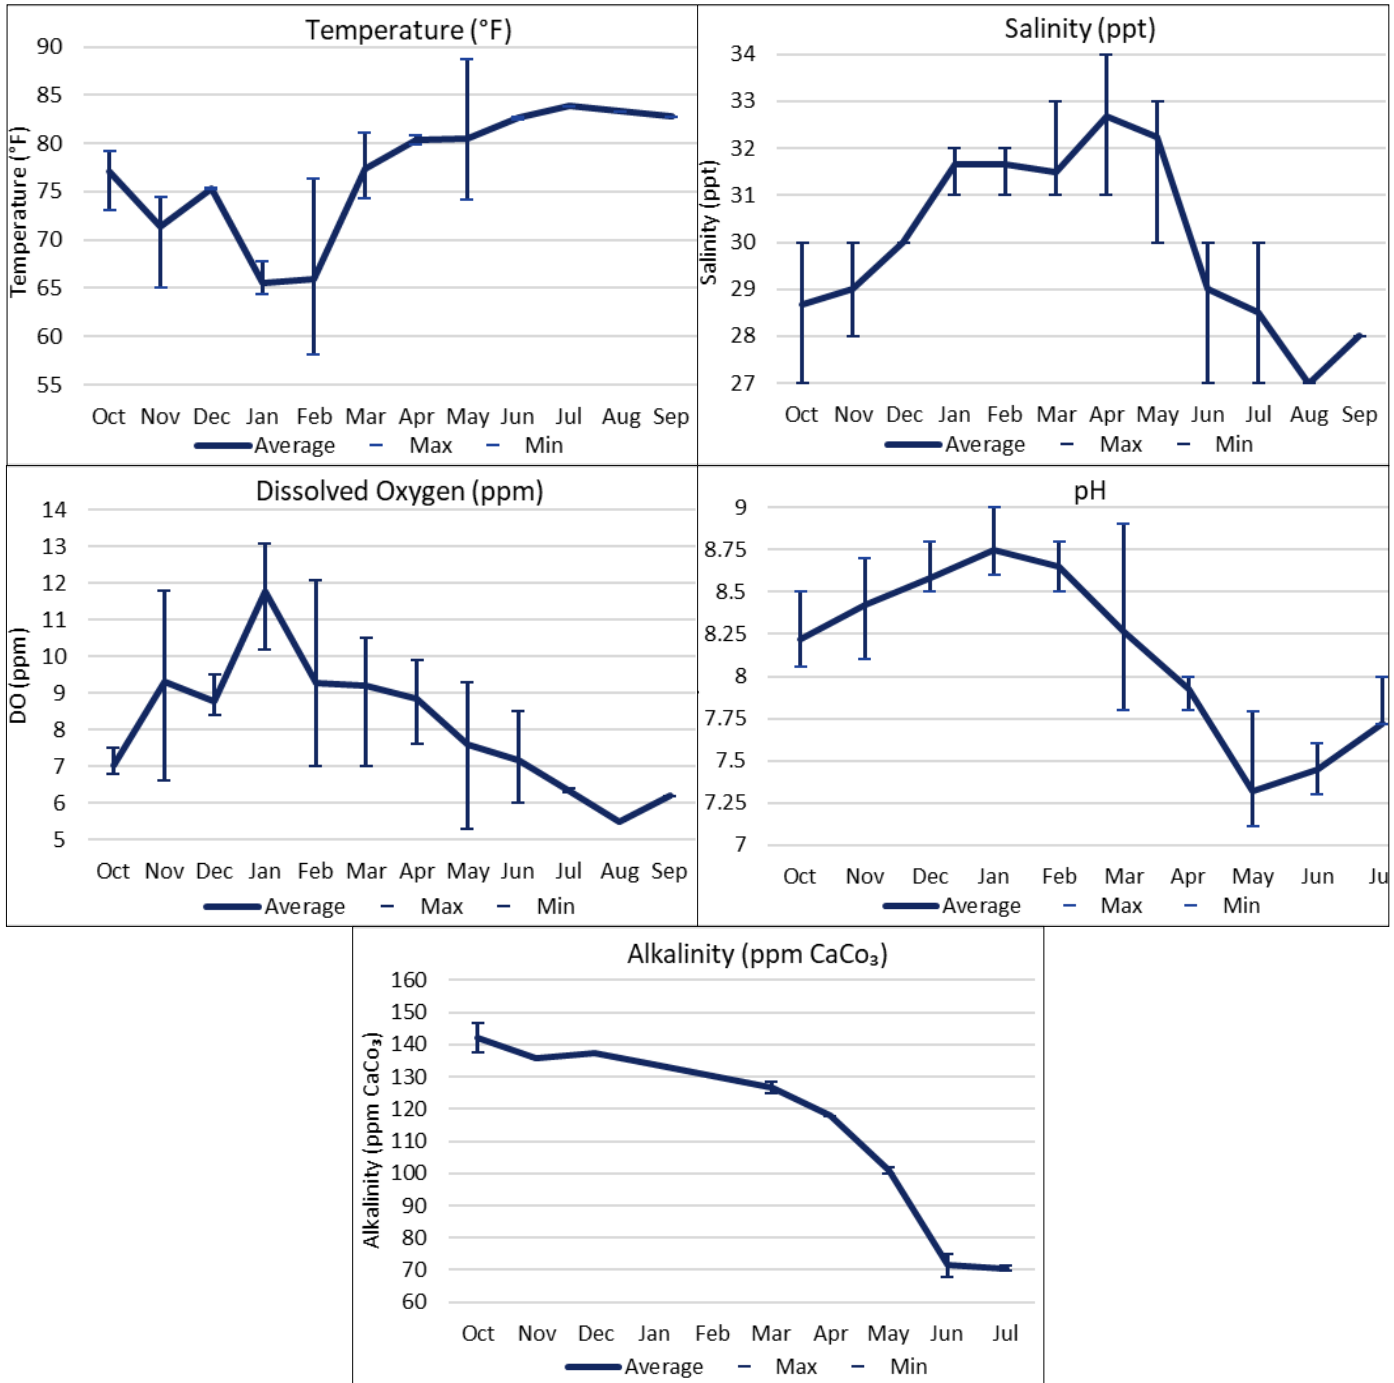 Temperature (°F)
90
85
80
75
70
65
60
55
Temperature (°F)
Oct Nov Dec Jan Feb Mar Apr May Jun Jul Aug Sep
Average Max Min
Salinity (ppt)
34
33
32
31
30
29
28
27
Salinity (ppt)
Oct Nov Dec Jan Feb Mar Apr May Jun Jul Aug Sep
Average Max Min
Dissolved Oxygen (ppm)
14
13
12
11
10
9
8
7
6
5
DO (ppm)
Oct Nov Dec Jan Feb Mar Apr May Jun Jul Aug Sep
Average Max Min
pH
9
8.75
8.5
8.25
8
7.75
7.5
7.25
7
Oct Nov Dec Jan Feb Mar Apr May Jun Ju
Average Max Min
Alkalinity (ppm CaCo₃)
160
150
140
130
120
110
100
90
80
70
60
Alkalinity (ppm CaCo₃)
Oct Nov Dec Jan Feb Mar Apr May Jun Jul
Average Max Min